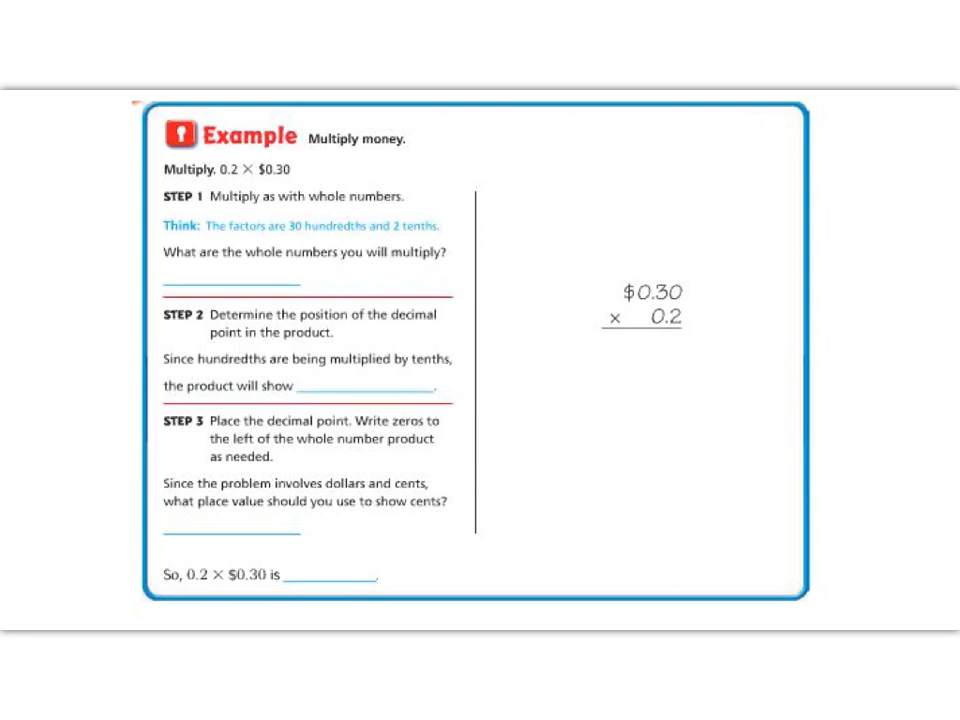 Example Multiply money.
Multiply. 0.2 × $0.30
STEP 1 Multiply as with whole numbers.
Think: The factors are 30 hundredths and 2 tenths.
What are the whole numbers you will multiply?
STEP 2 Determine the position of the decimal
point in the product.
Since hundredths are being multiplied by tenths,
the product will show ____________.
STEP 3 Place the decimal point. Write zeros to
the left of the whole number product
as needed.
Since the problem involves dollars and cents,
what place value should you use to show cents?
So, 0.2 × $0.30 is ____________.
$0.30
× 0.2